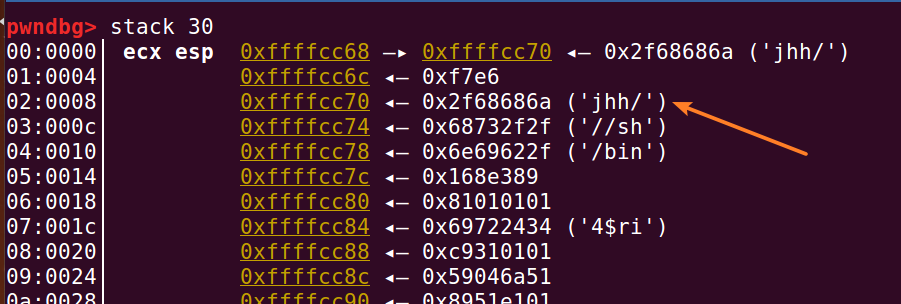 pwndbg> stack 30
00:0000│ ecx esp 0xffffcc68 —▸ 0xffffcc70 ◂— 0x2f68686a ('jhh/')
01:0004│ 0xffffcc6c ◂— 0xf7e6
02:0008│ 0xffffcc70 ◂— 0x2f68686a ('jhh/')
03:000c│ 0xffffcc74 ◂— 0x68732f2f ('//sh')
04:0010│ 0xffffcc78 ◂— 0x6e69622f ('/bin')
05:0014│ 0xffffcc7c ◂— 0x168e389
06:0018│ 0xffffcc80 ◂— 0x81010101
07:001c│ 0xffffcc84 ◂— 0x69722434 ('4$ri')
08:0020│ 0xffffcc88 ◂— 0xc9310101
09:0024│ 0xffffcc8c ◂— 0x59046a51
0a:0028│ 0xffffcc90 ◂— 0x8951e101